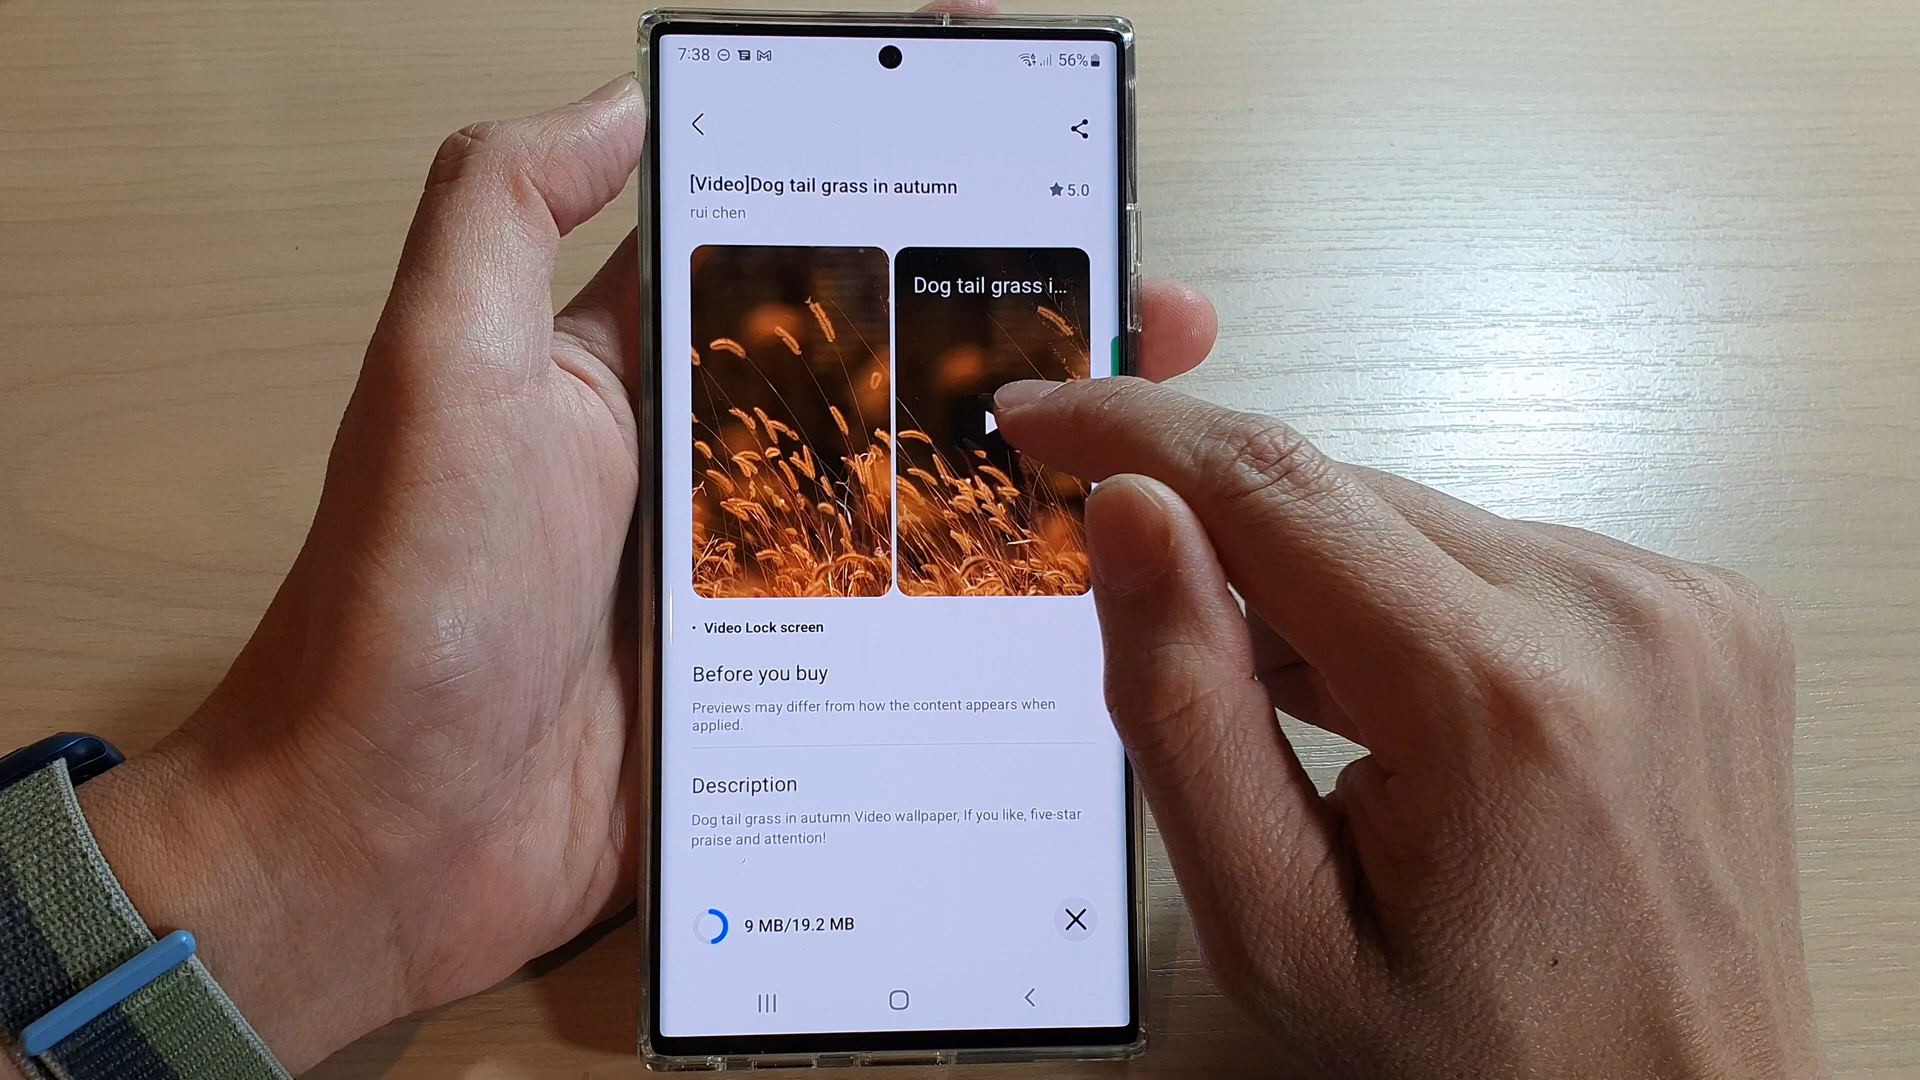 7:38 56%
[Video]Dog tail grass in autumn
5.0
rui chen
Dog tail grass i...
Video Lock screen
Before you buy
Previews may differ from how the content appears when
applied.
Description
Dog tail grass in autumn Video wallpaper, If you like, five-star
praise and attention!
9 MB/19.2 MB